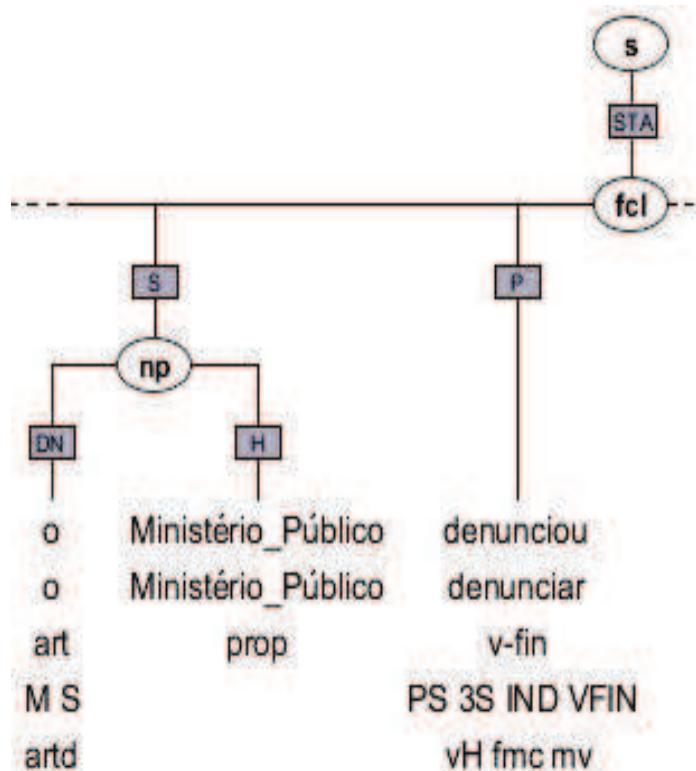 s
STA
fcl
S P
np
DN H
o Ministério_Público denunciou
o Ministério_Público denunciar
art prop v-fin
M S PS 3S IND VFIN
artd vH fmc mv